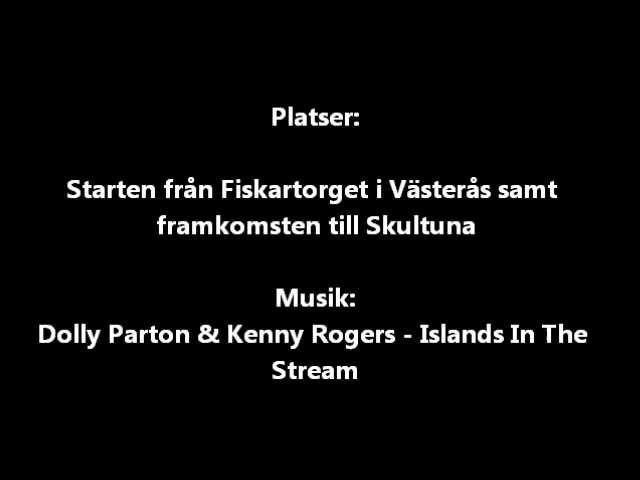 Platser:
Starten från Fiskartorget i Västerås samt
framkomsten till Skultuna
Musik:
Dolly Parton & Kenny Rogers - Islands In The
Stream